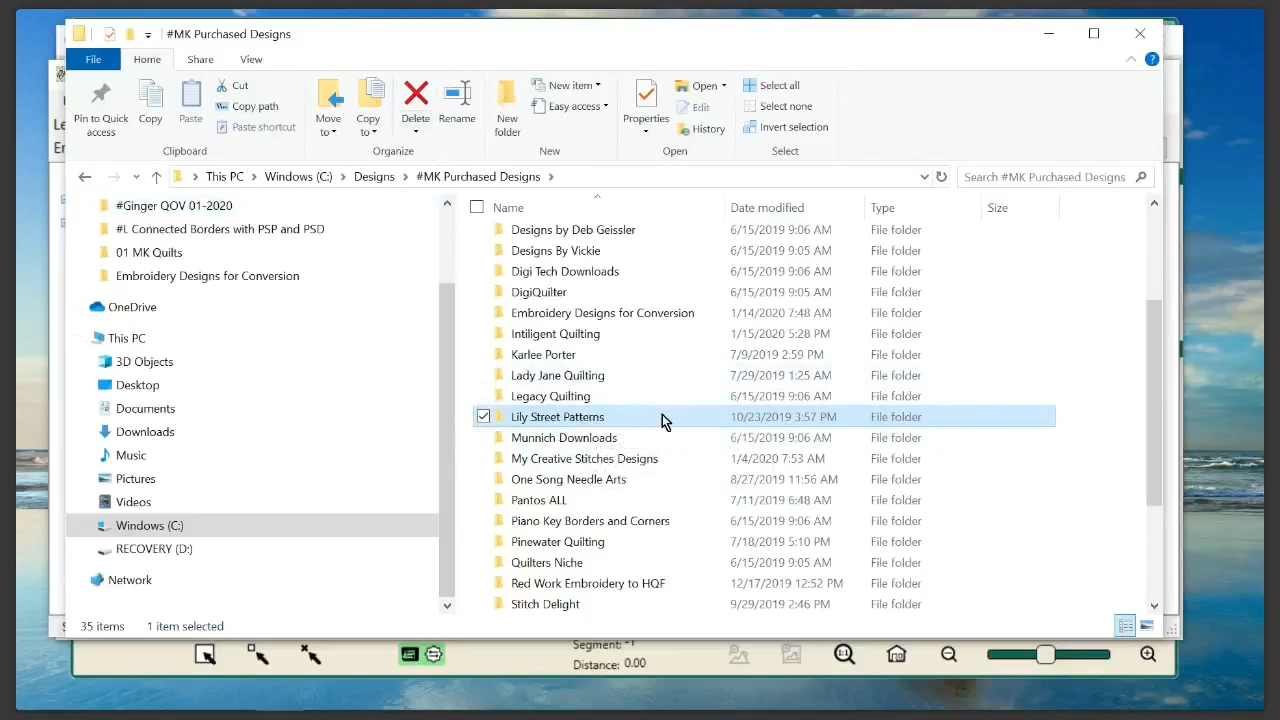 #MK Purchased Designs
File Home Share View
Pin to Quick access
Copy
Paste
Cut
Copy path
Paste shortcut
Clipboard
Move to
Copy to
Delete
Rename
Organize
New folder
New item
Easy access
New
Properties
Open
Edit
History
Open
Select all
Select none
Invert selection
Select
This PC > Windows (C:) > Designs > #MK Purchased Designs >
Search #MK Purchased Designs
#Ginger QOV 01-2020
#L Connected Borders with PSP and PSD
01 MK Quilts
Embroidery Designs for Conversion
OneDrive
This PC
3D Objects
Desktop
Documents
Downloads
Music
Pictures
Videos
Windows (C:)
RECOVERY (D:)
Network
Name Date modified Type Size
Designs by Deb Geissler 6/15/2019 9:06 AM File folder
Designs By Vickie 6/15/2019 9:05 AM File folder
Digi Tech Downloads 6/15/2019 9:06 AM File folder
DigiQuilter 6/15/2019 9:05 AM File folder
Embroidery Designs for Conversion 1/14/2020 7:48 AM File folder
Intiligent Quilting 1/15/2020 5:28 PM File folder
Karlee Porter 7/9/2019 2:59 PM File folder
Lady Jane Quilting 7/29/2019 1:25 AM File folder
Legacy Quilting 6/15/2019 9:06 AM File folder
Lily Street Patterns 10/23/2019 3:57 PM File folder
Munnich Downloads 6/15/2019 9:06 AM File folder
My Creative Stitches Designs 1/4/2020 7:53 AM File folder
One Song Needle Arts 8/27/2019 11:56 AM File folder
Pantos ALL 7/11/2019 6:48 AM File folder
Piano Key Borders and Corners 6/15/2019 9:06 AM File folder
Pinewater Quilting 7/18/2019 5:10 PM File folder
Quilters Niche 6/15/2019 9:05 AM File folder
Red Work Embroidery to HQF 12/17/2019 12:52 PM File folder
Stitch Delight 9/29/2019 2:46 PM File folder
35 items 1 item selected
Segment: -1
Distance: 0.00
1:1